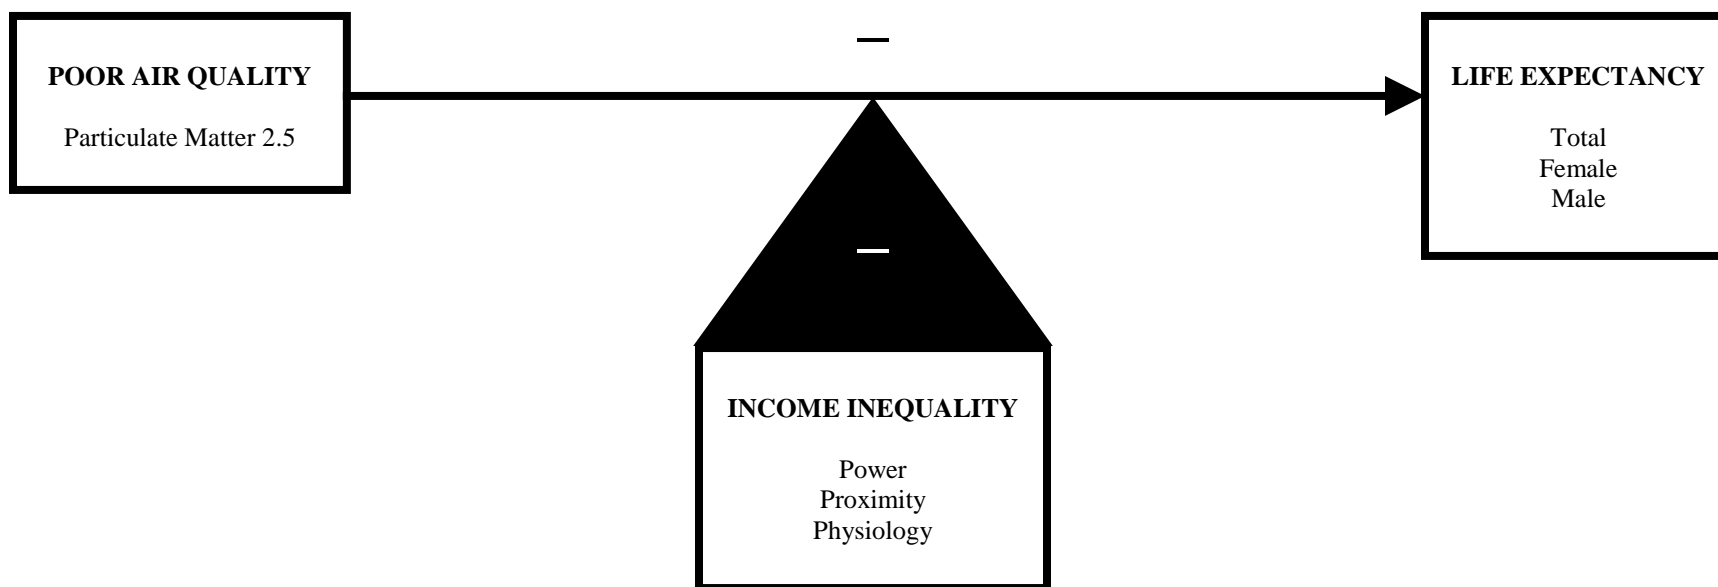 POOR AIR QUALITY
Particulate Matter 2.5
–
LIFE EXPECTANCY
Total
Female
Male
–
INCOME INEQUALITY
Power
Proximity
Physiology